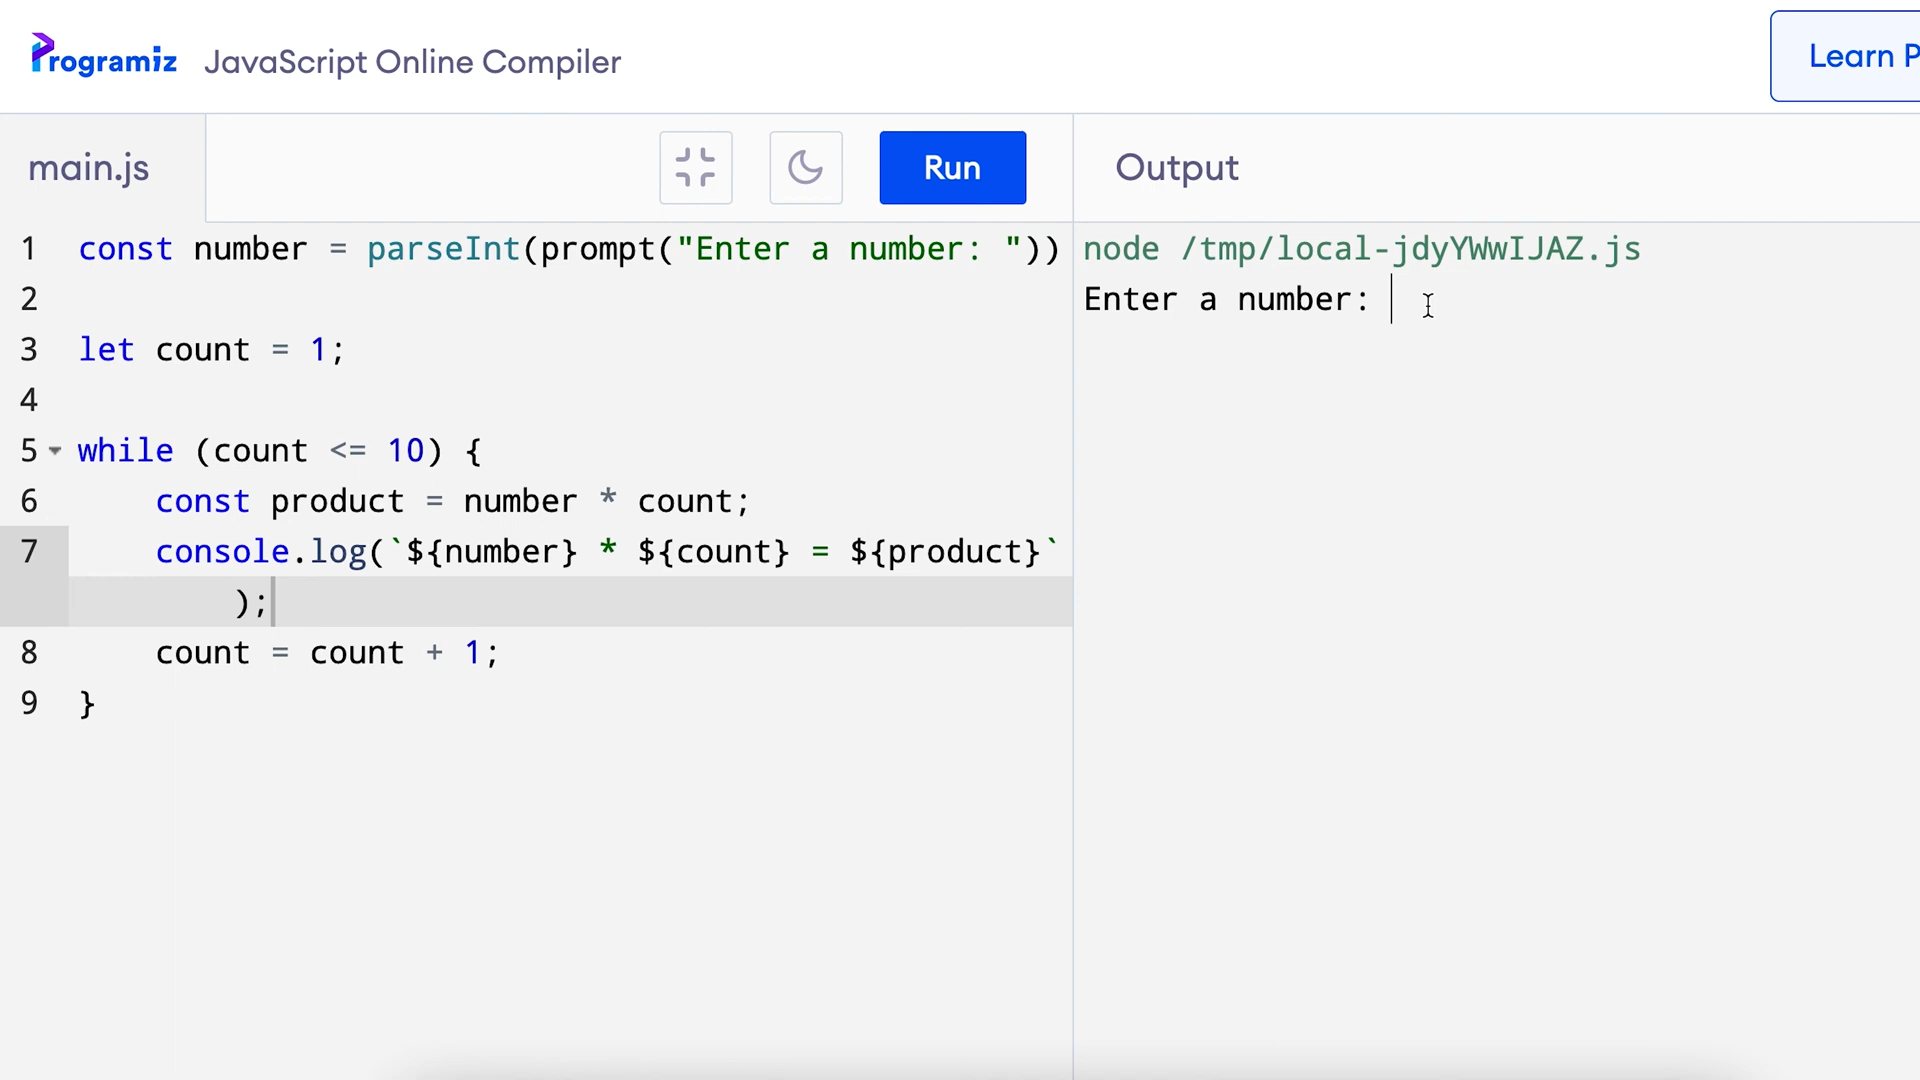 Programiz JavaScript Online Compiler
Learn P
main.js
Run
Output
1 const number = parseInt(prompt("Enter a number: "))
2
3 let count = 1;
4
5 while (count <= 10) {
6 const product = number * count;
7 console.log(`${number} * ${count} = ${product}`
);
8 count = count + 1;
9 }
node /tmp/local-jdyYWwIJAZ.js
Enter a number: